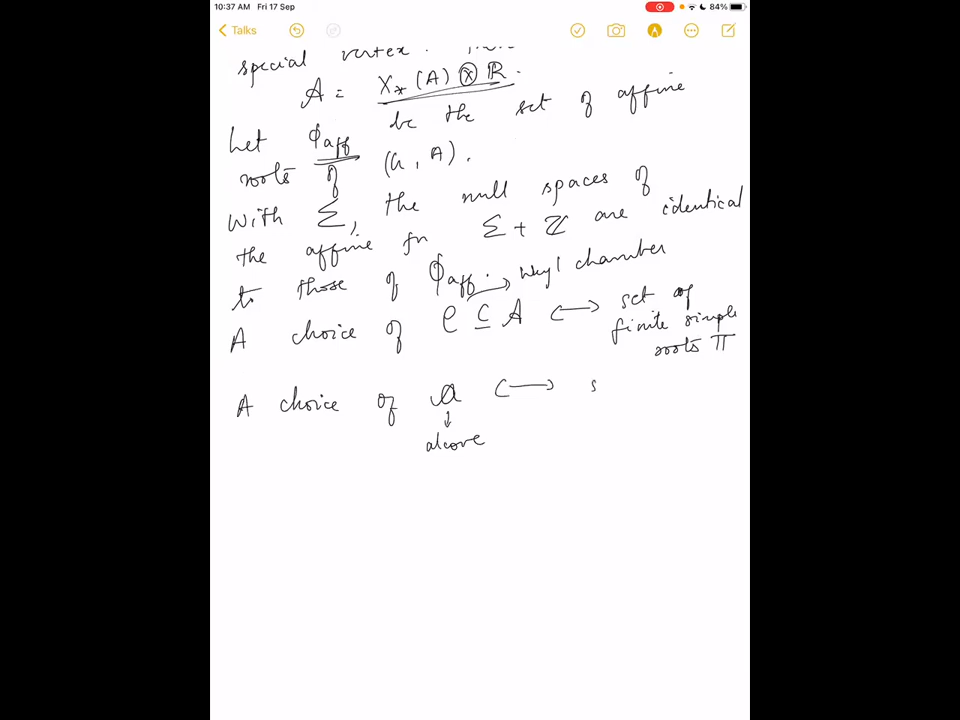 10:37 AM Fri 17 Sep
84%
Talks
special vertex.
A = X_*(A) ⊗ ℝ.
Let Φ_aff be the set of affine
roots of (G, A).
With Σ, the null spaces of
the affine fn Σ + ℤ are identical
to those of Φ_aff. → Weyl chamber
A choice of C ⊆ A ⟷ set of
finite simple
roots Π
A choice of a ⟷ s
↓
alcove